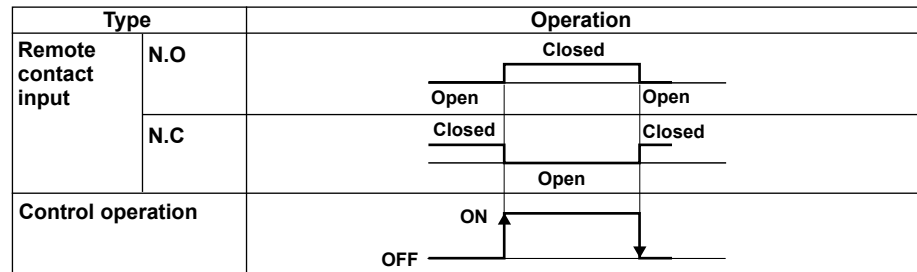 Type Operation
Remote contact input
N.O
Closed
Open Open
N.C
Closed Closed
Open
Control operation
ON
OFF